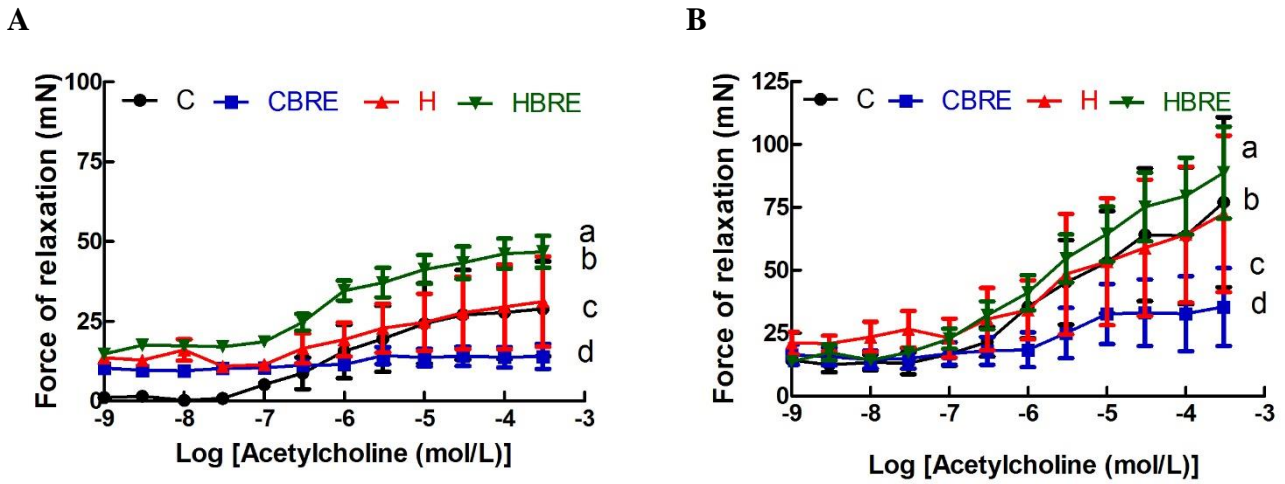 A
B
100
75
50
25
0
Force of relaxation (mN)
C CBRE H HBRE
a
b
c
d
-9 -8 -7 -6 -5 -4 -3
Log [Acetylcholine (mol/L)]
125
100
75
50
25
0
Force of relaxation (mN)
C CBRE H HBRE
a
b
c
d
-9 -8 -7 -6 -5 -4 -3
Log [Acetylcholine (mol/L)]